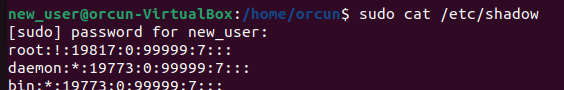 new_user@orcun-VirtualBox:/home/orcun$ sudo cat /etc/shadow
[sudo] password for new_user:
root:!:19817:0:99999:7:::
daemon:*:19773:0:99999:7:::
bin:*:19773:0:99999:7:::